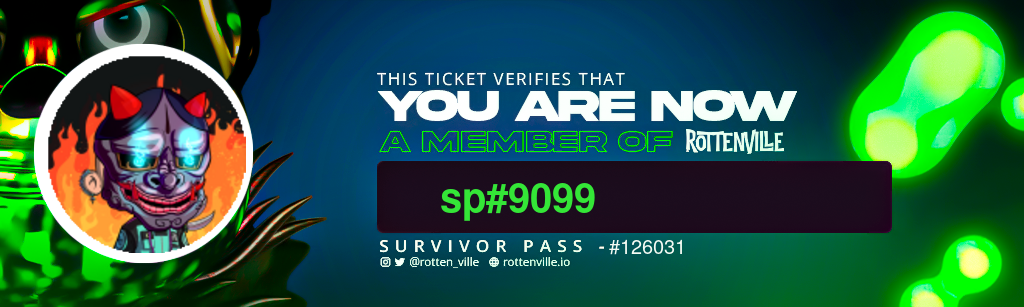 THIS TICKET VERIFIES THAT
YOU ARE NOW
A MEMBER OF ROTTENVILLE
sp#9099
SURVIVOR PASS - #126031
@rotten_ville rottenville.io